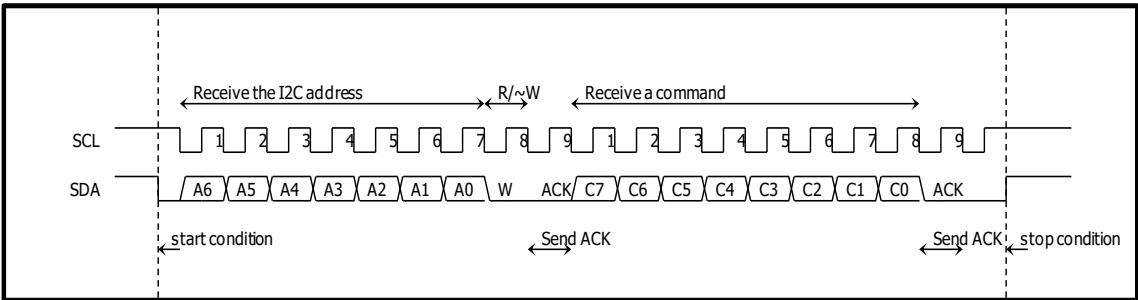 Receive the I2C address R/~W Receive a command
SCL 1 2 3 4 5 6 7 8 9 1 2 3 4 5 6 7 8 9
SDA A6 A5 A4 A3 A2 A1 A0 W ACK C7 C6 C5 C4 C3 C2 C1 C0 ACK
start condition Send ACK Send ACK stop condition